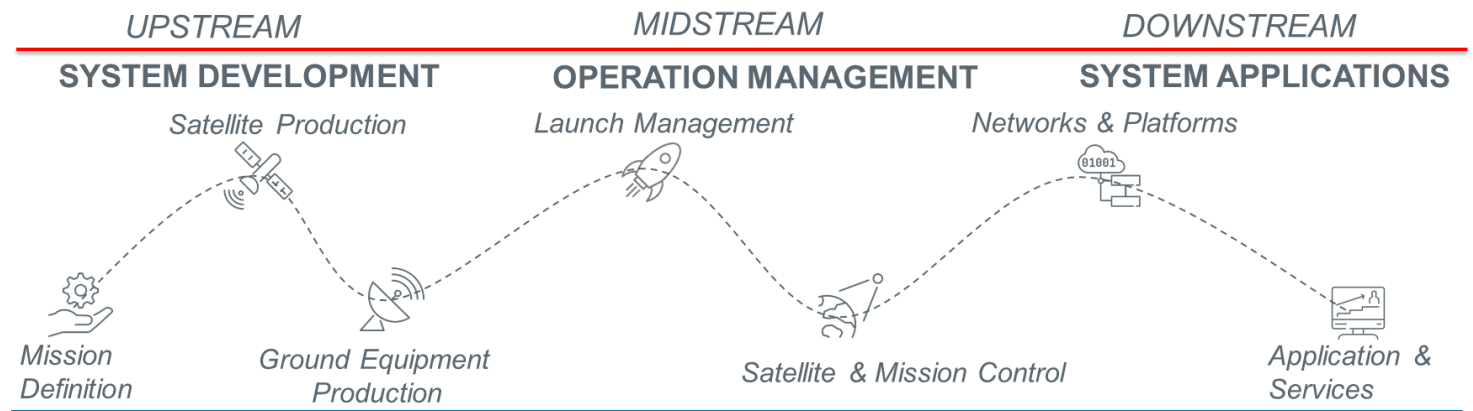 UPSTREAM
MIDSTREAM
DOWNSTREAM
SYSTEM DEVELOPMENT
OPERATION MANAGEMENT
SYSTEM APPLICATIONS
Satellite Production
Launch Management
Networks & Platforms
01001
Mission
Definition
Ground Equipment
Production
Satellite & Mission Control
Application &
Services